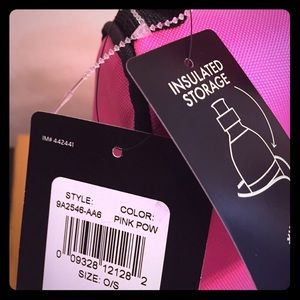 IM# 442441
STYLE: COLOR:
9A2546-AA6 PINK POW
0 09328 12128 2
SIZE: O/S
INSULATED
STORAGE